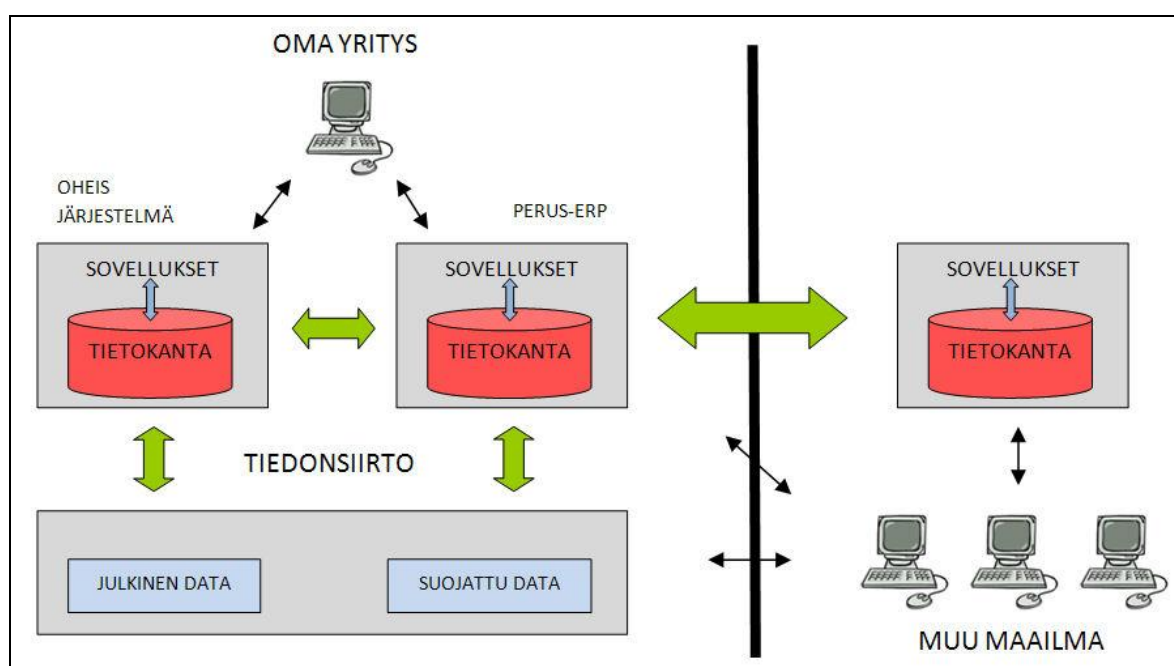 OMA YRITYS
OHEIS
JÄRJESTELMÄ
PERUS-ERP
SOVELLUKSET
TIETOKANTA
SOVELLUKSET
TIETOKANTA
SOVELLUKSET
TIETOKANTA
TIEDONSIIRTO
JULKINEN DATA
SUOJATTU DATA
MUU MAAILMA